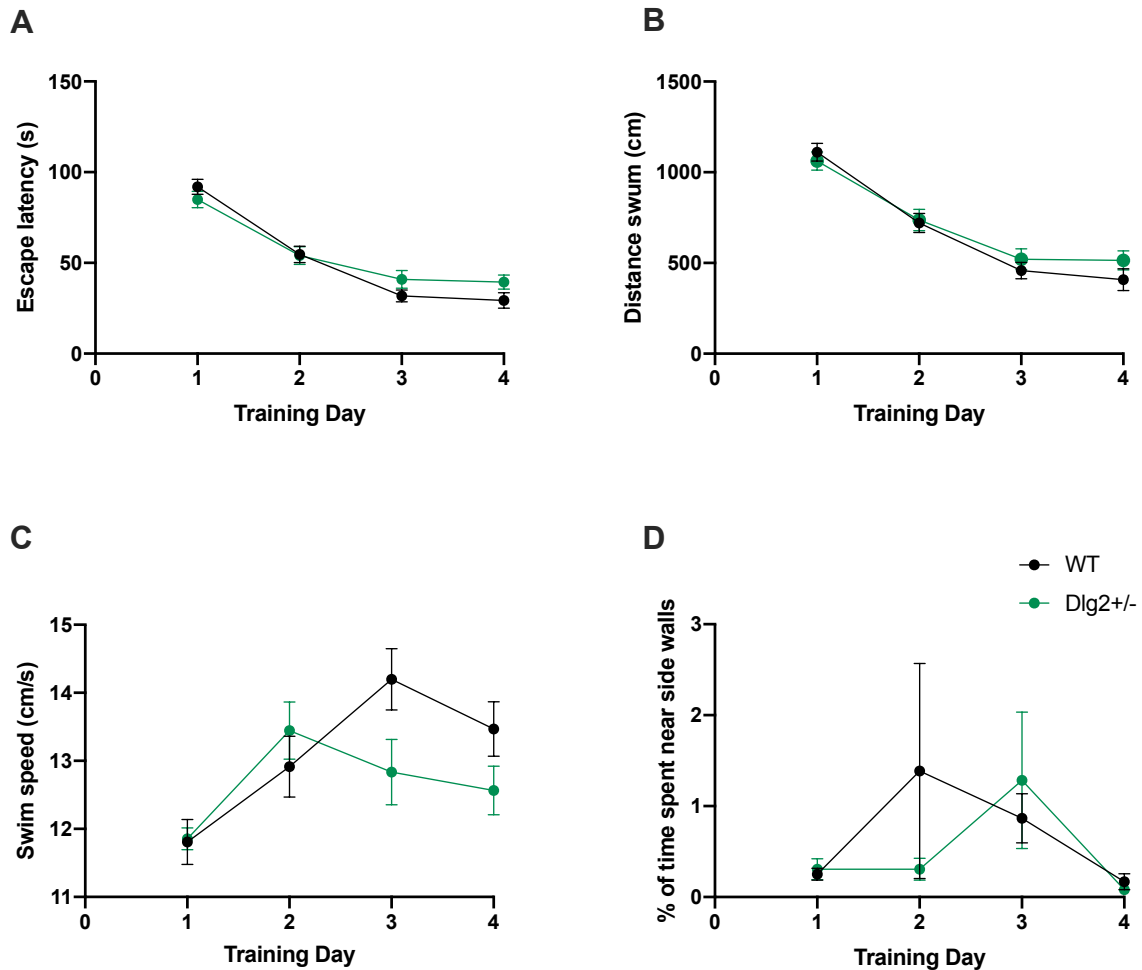 A
Escape latency (s)
150
100
50
0
0 1 2 3 4
Training Day
B
Distance swum (cm)
1500
1000
500
0
0 1 2 3 4
Training Day
C
Swim speed (cm/s)
15
14
13
12
11
0 1 2 3 4
Training Day
D
WT
Dlg2+/-
% of time spent near side walls
3
2
1
0
0 1 2 3 4
Training Day